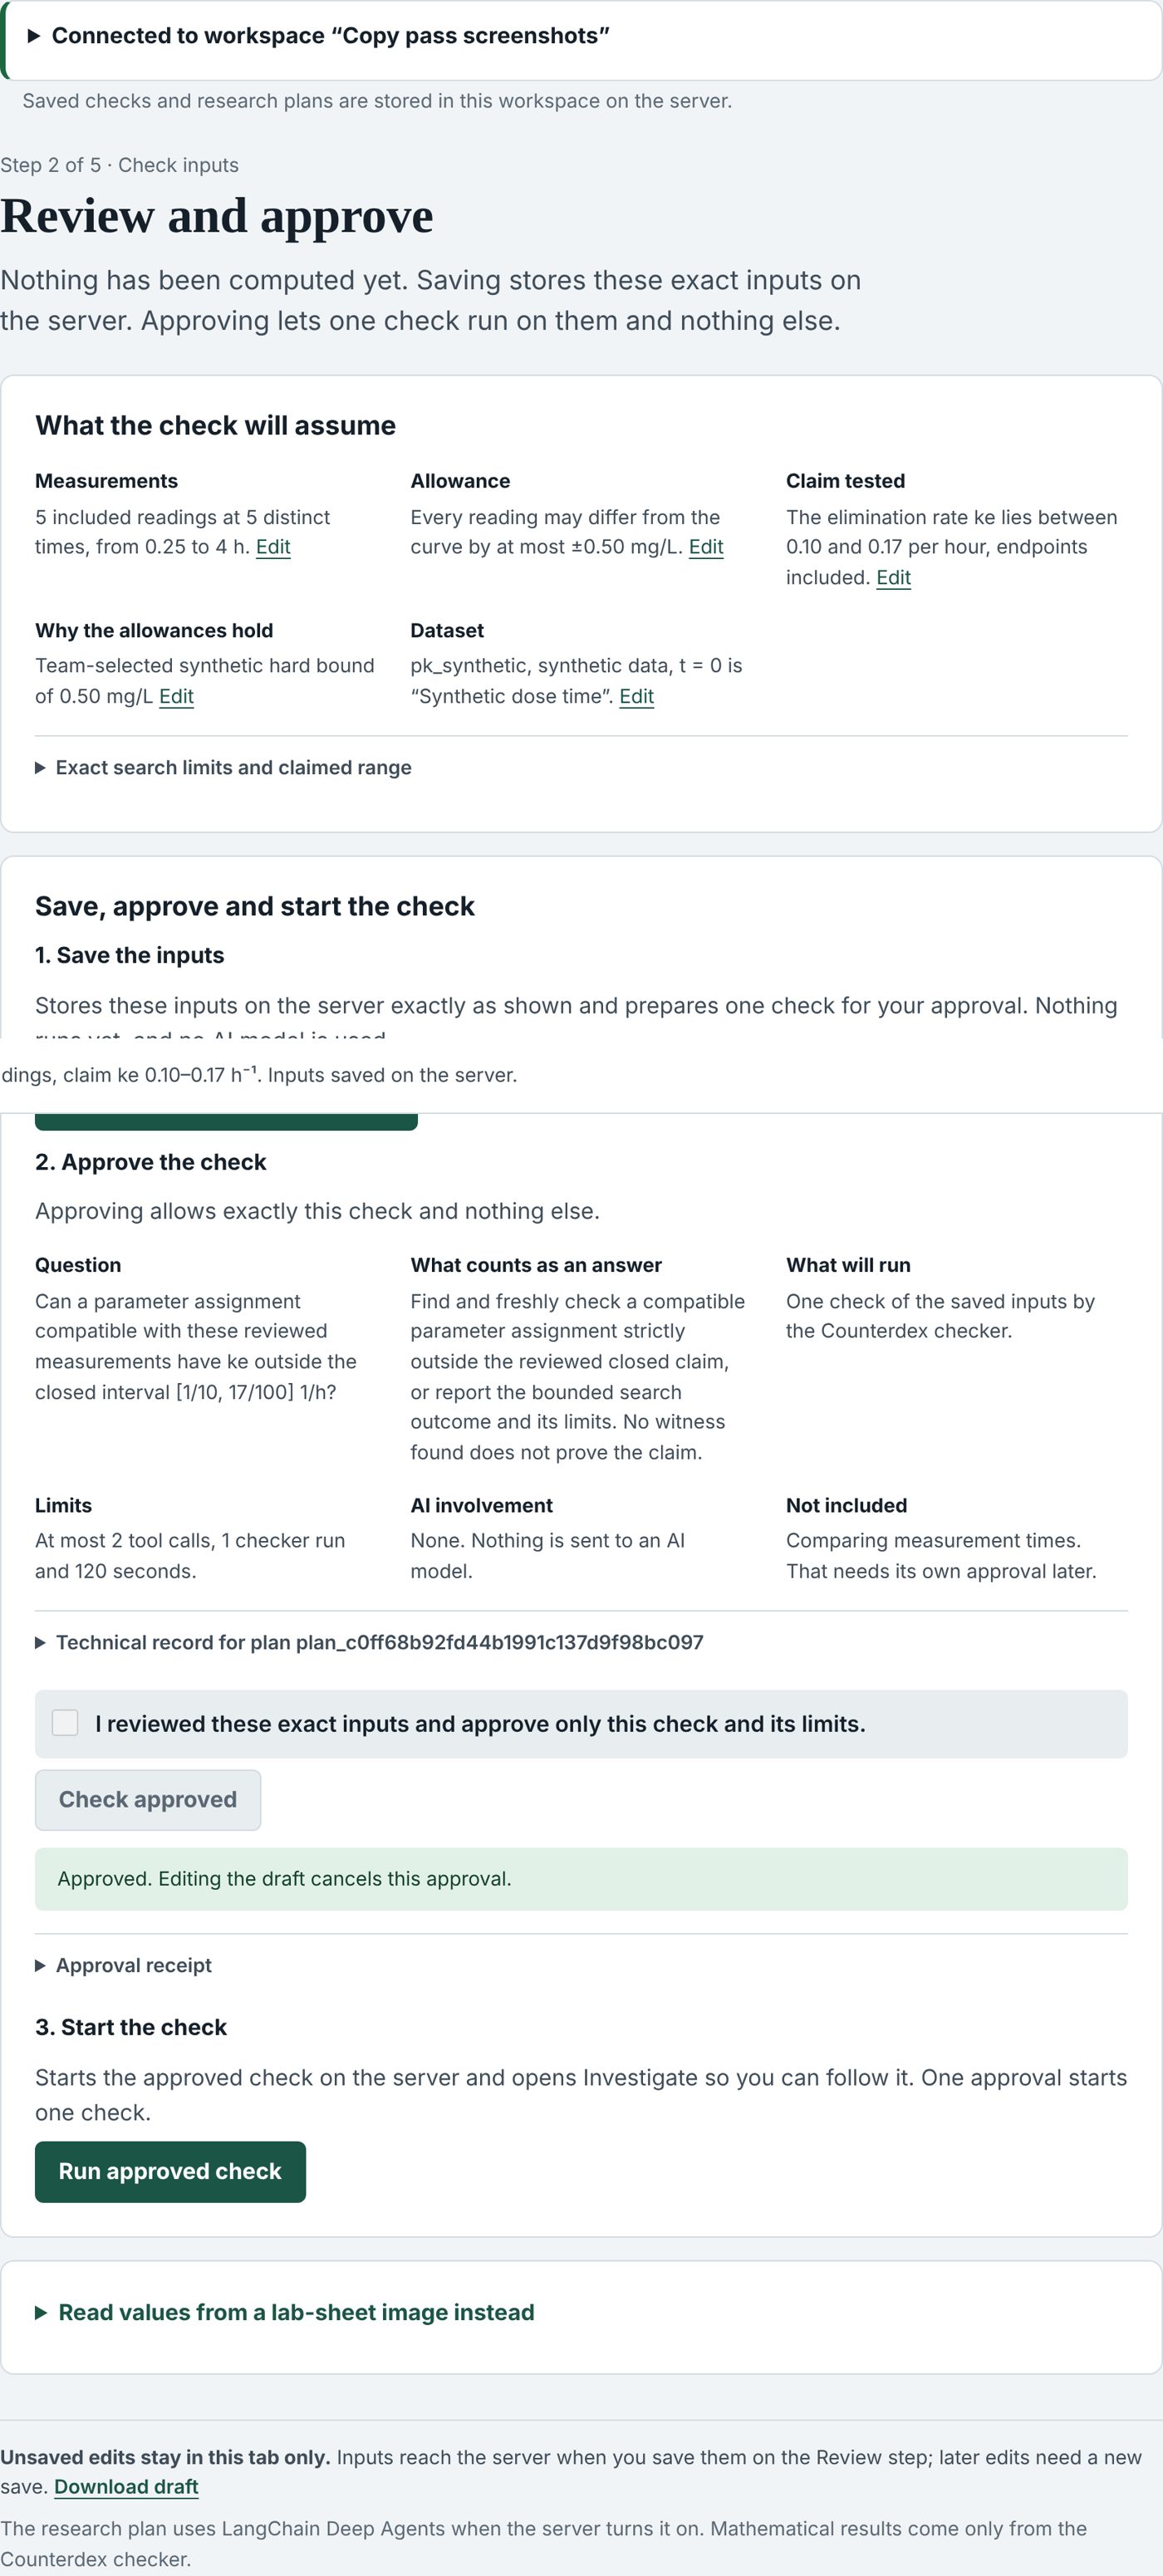 Connected to workspace “Copy pass screenshots”
Saved checks and research plans are stored in this workspace on the server.
Step 2 of 5 · Check inputs
Review and approve
Nothing has been computed yet. Saving stores these exact inputs on
the server. Approving lets one check run on them and nothing else.
What the check will assume
Measurements
5 included readings at 5 distinct
times, from 0.25 to 4 h. Edit
Allowance
Every reading may differ from the
curve by at most ±0.50 mg/L. Edit
Claim tested
The elimination rate ke lies between
0.10 and 0.17 per hour, endpoints
included. Edit
Why the allowances hold
Team-selected synthetic hard bound
of 0.50 mg/L Edit
Dataset
pk_synthetic, synthetic data, t = 0 is
“Synthetic dose time”. Edit
Exact search limits and claimed range
Save, approve and start the check
1. Save the inputs
Stores these inputs on the server exactly as shown and prepares one check for your approval. Nothing
runs yet, and no AI model is used.
dings, claim ke 0.10–0.17 h⁻¹. Inputs saved on the server.
2. Approve the check
Approving allows exactly this check and nothing else.
Question
Can a parameter assignment
compatible with these reviewed
measurements have ke outside the
closed interval [1/10, 17/100] 1/h?
What counts as an answer
Find and freshly check a compatible
parameter assignment strictly
outside the reviewed closed claim,
or report the bounded search
outcome and its limits. No witness
found does not prove the claim.
What will run
One check of the saved inputs by
the Counterdex checker.
Limits
At most 2 tool calls, 1 checker run
and 120 seconds.
AI involvement
None. Nothing is sent to an AI
model.
Not included
Comparing measurement times.
That needs its own approval later.
Technical record for plan plan_c0ff68b92fd44b1991c137d9f98bc097
I reviewed these exact inputs and approve only this check and its limits.
Check approved
Approved. Editing the draft cancels this approval.
Approval receipt
3. Start the check
Starts the approved check on the server and opens Investigate so you can follow it. One approval starts
one check.
Run approved check
Read values from a lab-sheet image instead
Unsaved edits stay in this tab only. Inputs reach the server when you save them on the Review step; later edits need a new
save. Download draft
The research plan uses LangChain Deep Agents when the server turns it on. Mathematical results come only from the
Counterdex checker.